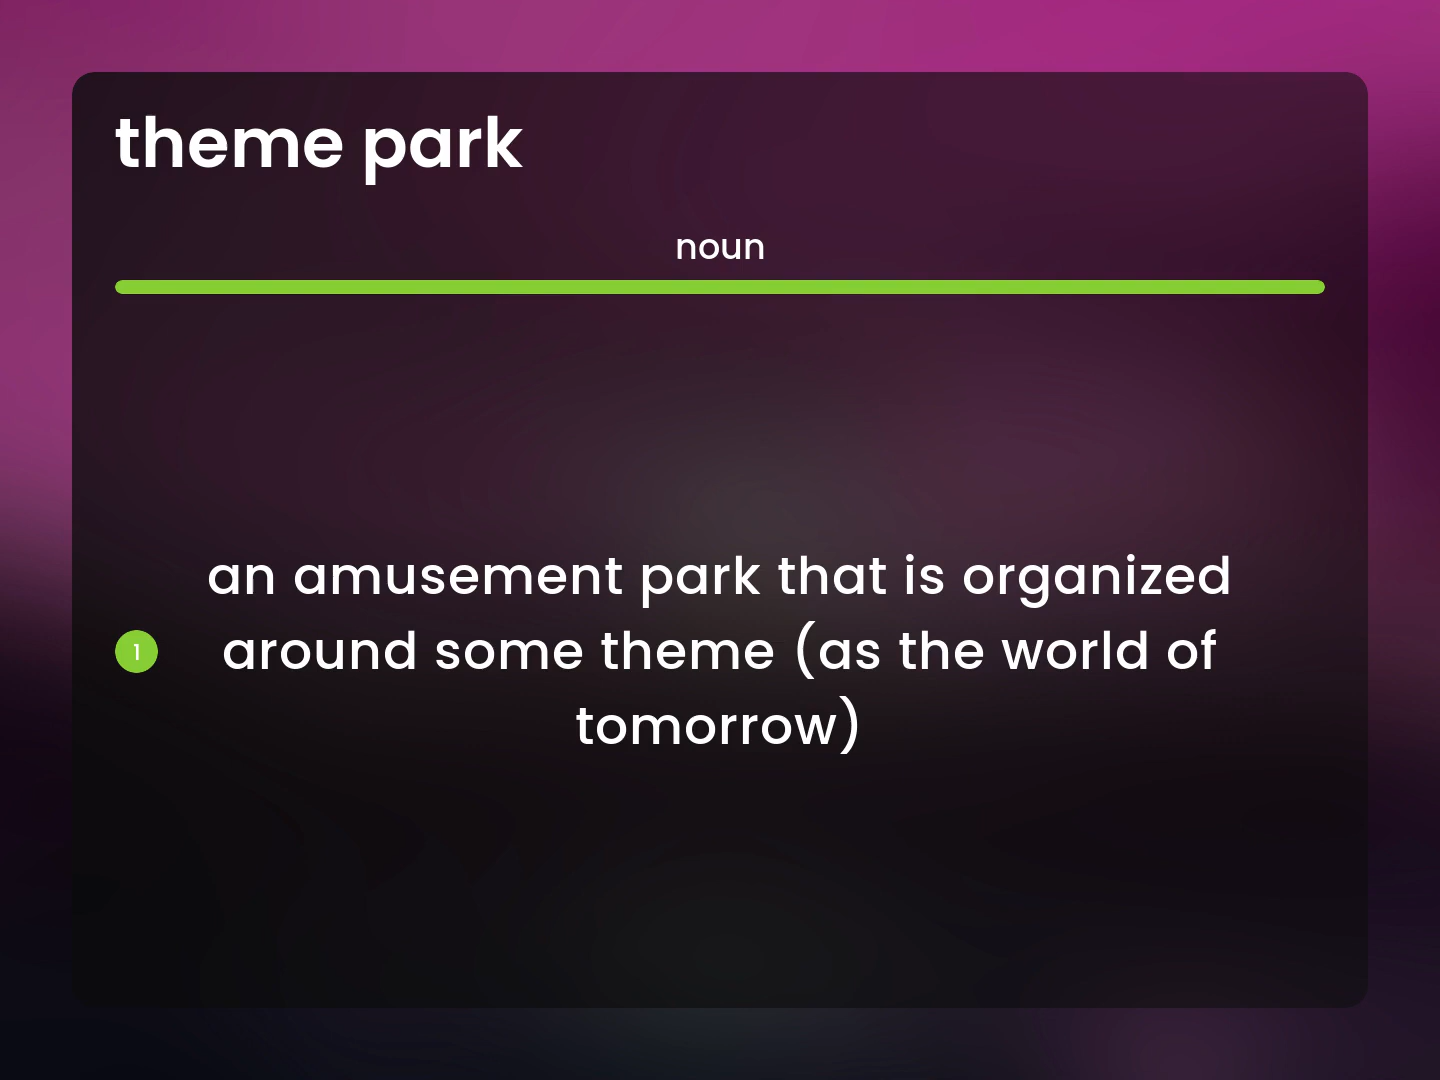 theme park
noun
an amusement park that is organized
1 around some theme (as the world of
tomorrow)